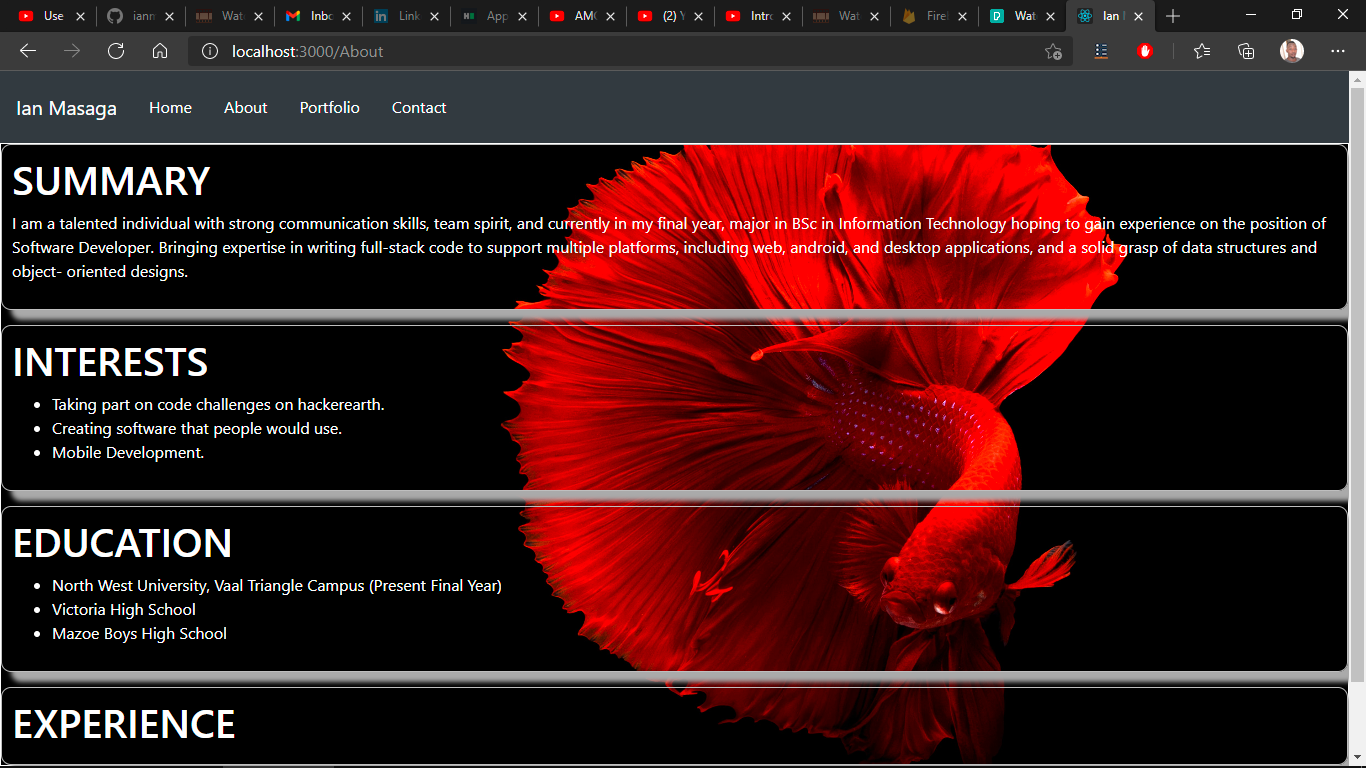 Use
iann
Wat
Inbo
Link
App
AMC
(2) Y
Intro
Wat
Fire
Wat
Ian
localhost:3000/About
Ian Masaga Home About Portfolio Contact
SUMMARY
I am a talented individual with strong communication skills, team spirit, and currently in my final year, major in BSc in Information Technology hoping to gain experience on the position of
Software Developer. Bringing expertise in writing full-stack code to support multiple platforms, including web, android, and desktop applications, and a solid grasp of data structures and
object- oriented designs.
INTERESTS
Taking part on code challenges on hackerearth.
Creating software that people would use.
Mobile Development.
EDUCATION
North West University, Vaal Triangle Campus (Present Final Year)
Victoria High School
Mazoe Boys High School
EXPERIENCE